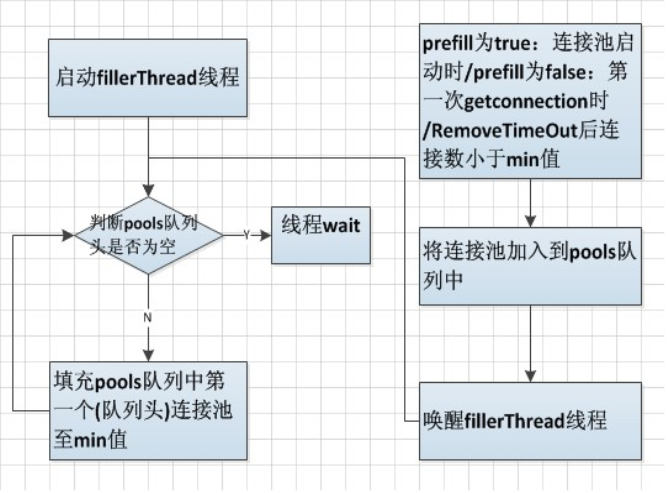 启动fillerThread线程
判断pools队列
头是否为空
Y
线程wait
N
填充pools队列中第
一个(队列头)连接池
至min值
prefill为true：连接池启
动时/prefill为false：第
一次getconnection时
/RemoveTimeOut后连
接数小于min值
将连接池加入到pools队
列中
唤醒fillerThread线程